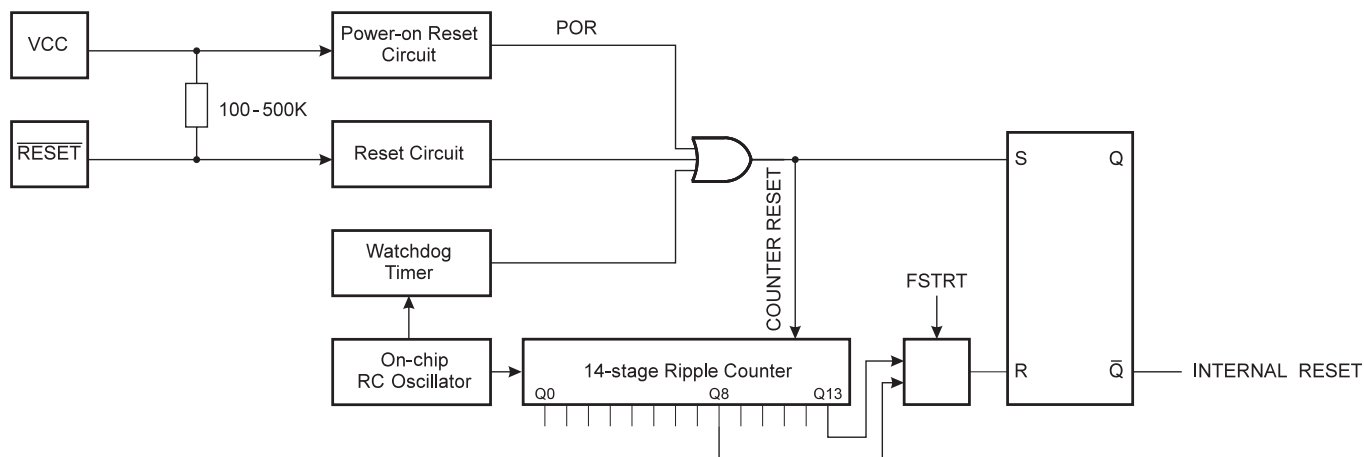 VCC
Power-on Reset
Circuit
POR
100-500K
RESET
Reset Circuit
S
Q
COUNTER RESET
Watchdog
Timer
FSTRT
On-chip
RC Oscillator
14-stage Ripple Counter
Q0
Q8
Q13
R
Q̅
INTERNAL RESET